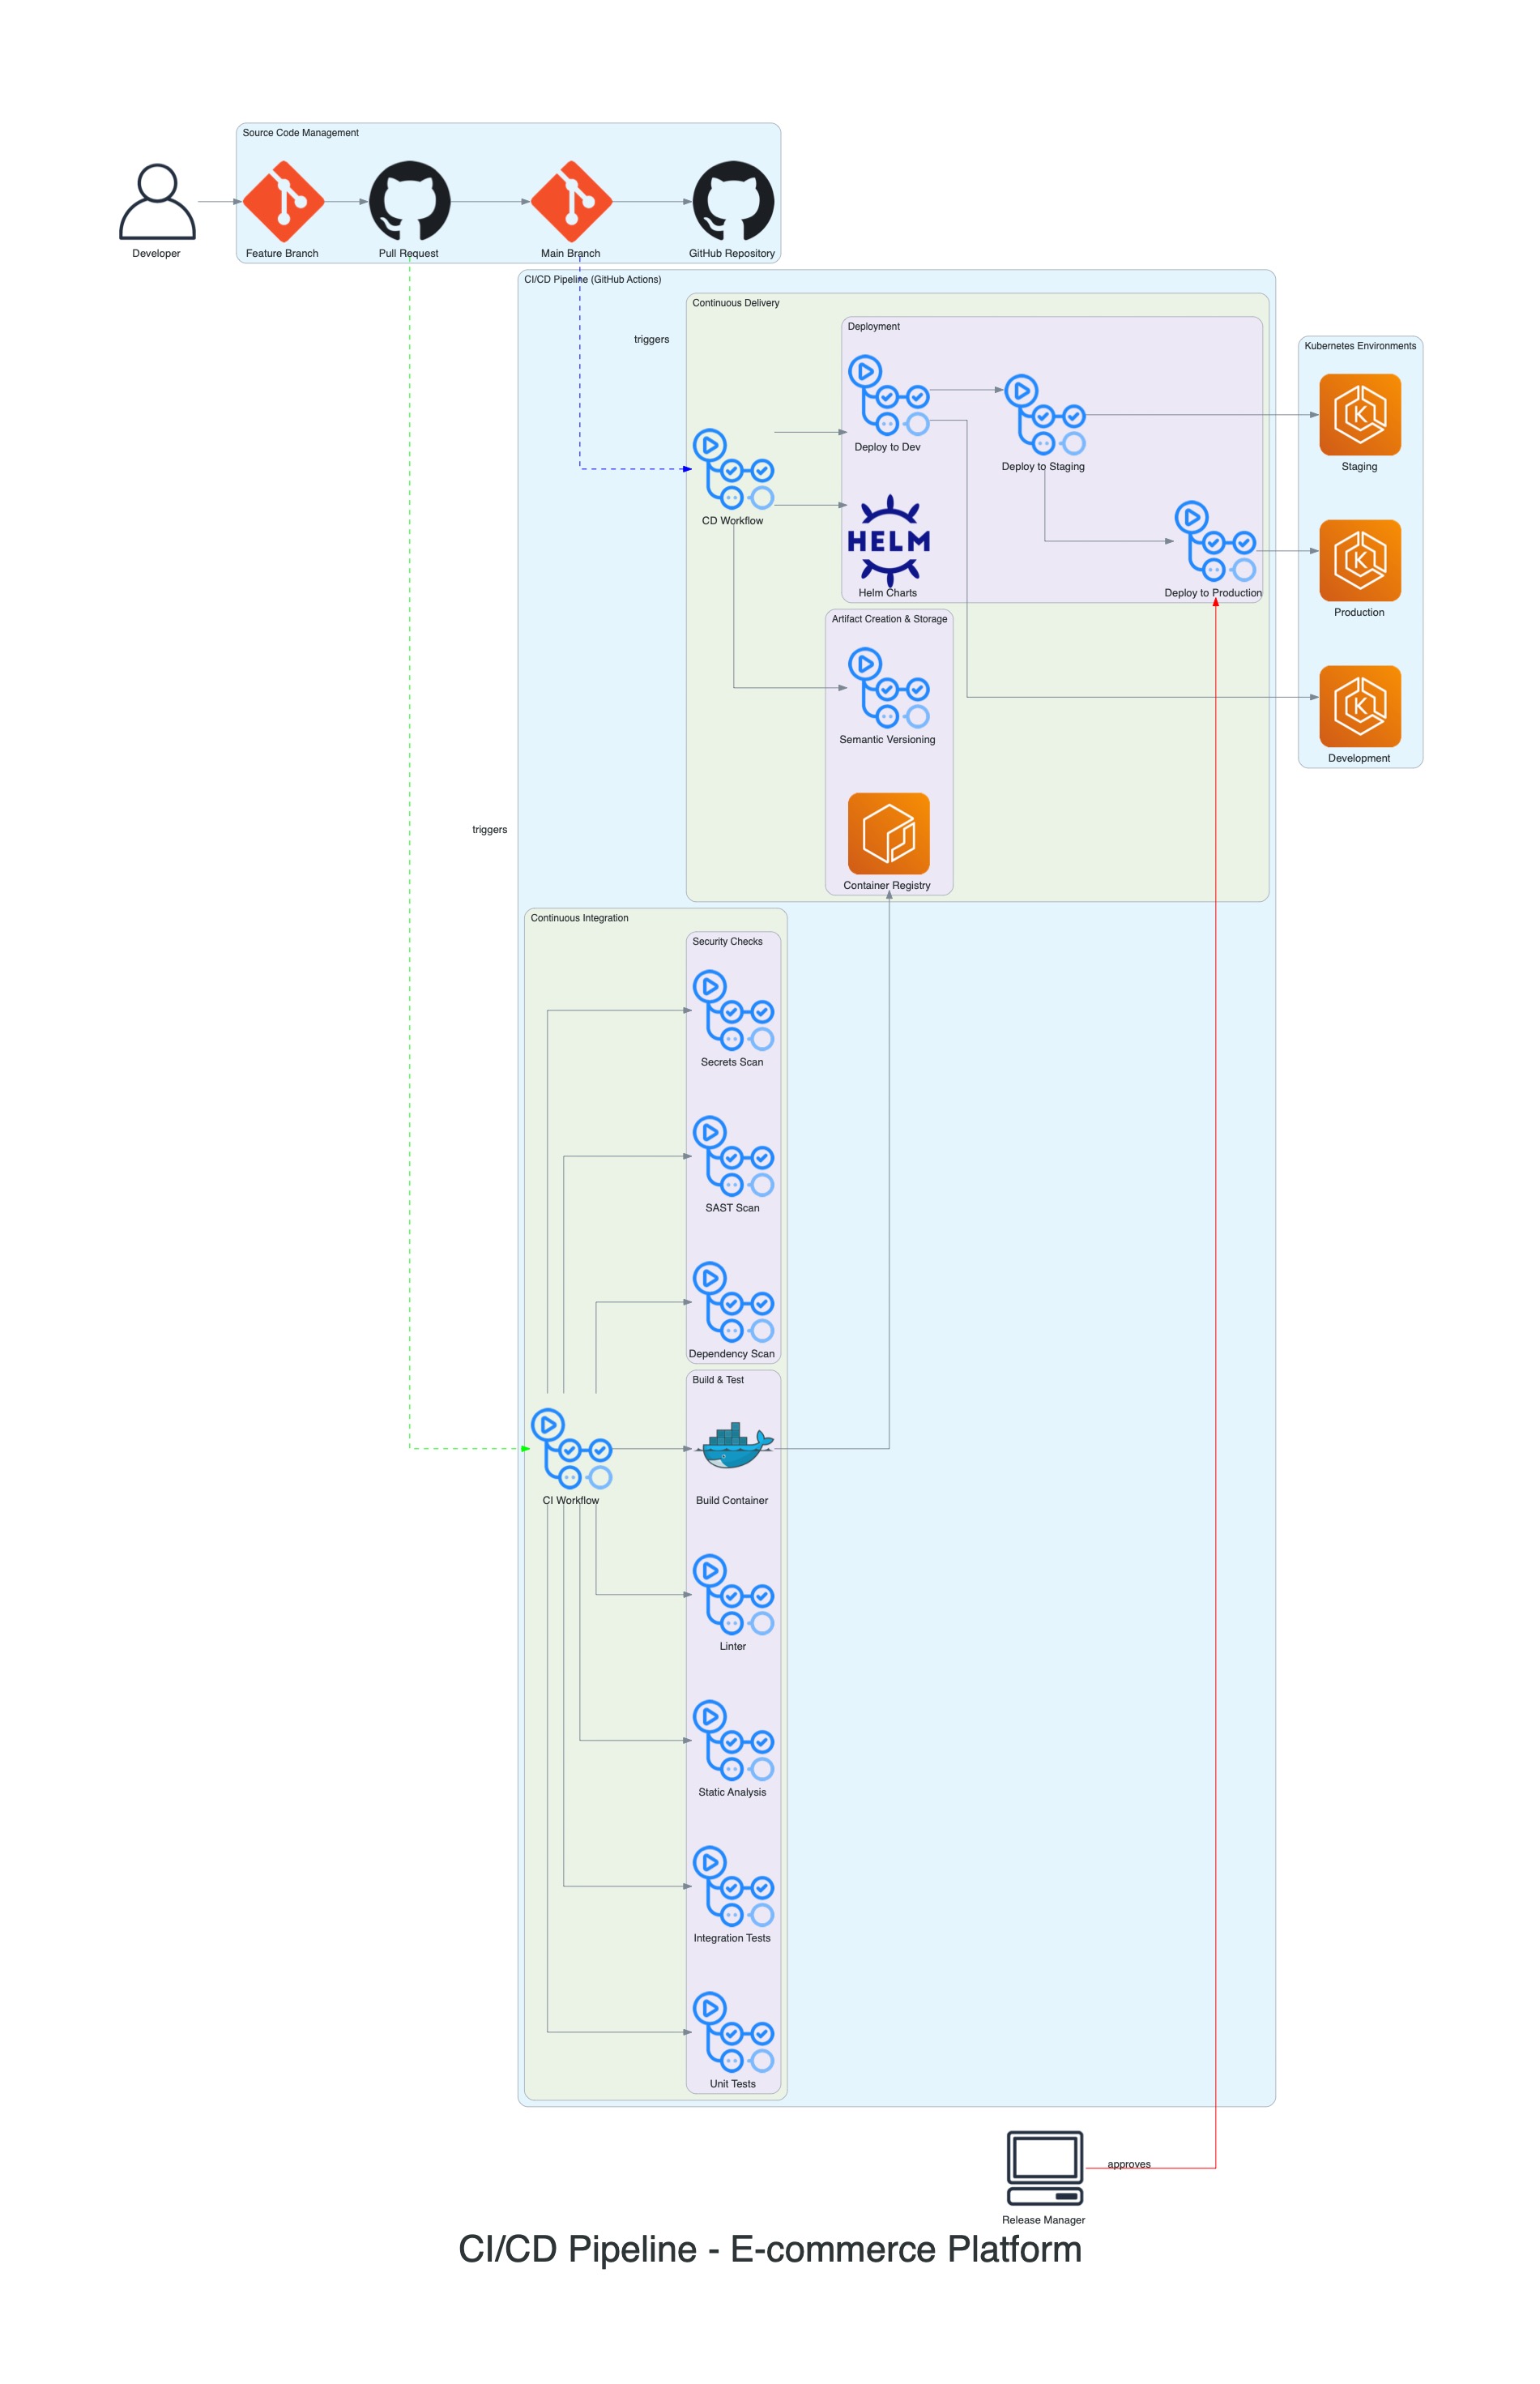 Source Code Management
Developer
Feature Branch
Pull Request
Main Branch
GitHub Repository
CI/CD Pipeline (GitHub Actions)
Continuous Delivery
triggers
Deployment
Kubernetes Environments
Deploy to Dev
Deploy to Staging
Staging
CD Workflow
HELM
Helm Charts
Deploy to Production
Production
Artifact Creation & Storage
Semantic Versioning
Development
triggers
Container Registry
Continuous Integration
Security Checks
Secrets Scan
SAST Scan
Dependency Scan
Build & Test
CI Workflow
Build Container
Linter
Static Analysis
Integration Tests
Unit Tests
approves
Release Manager
CI/CD Pipeline - E-commerce Platform